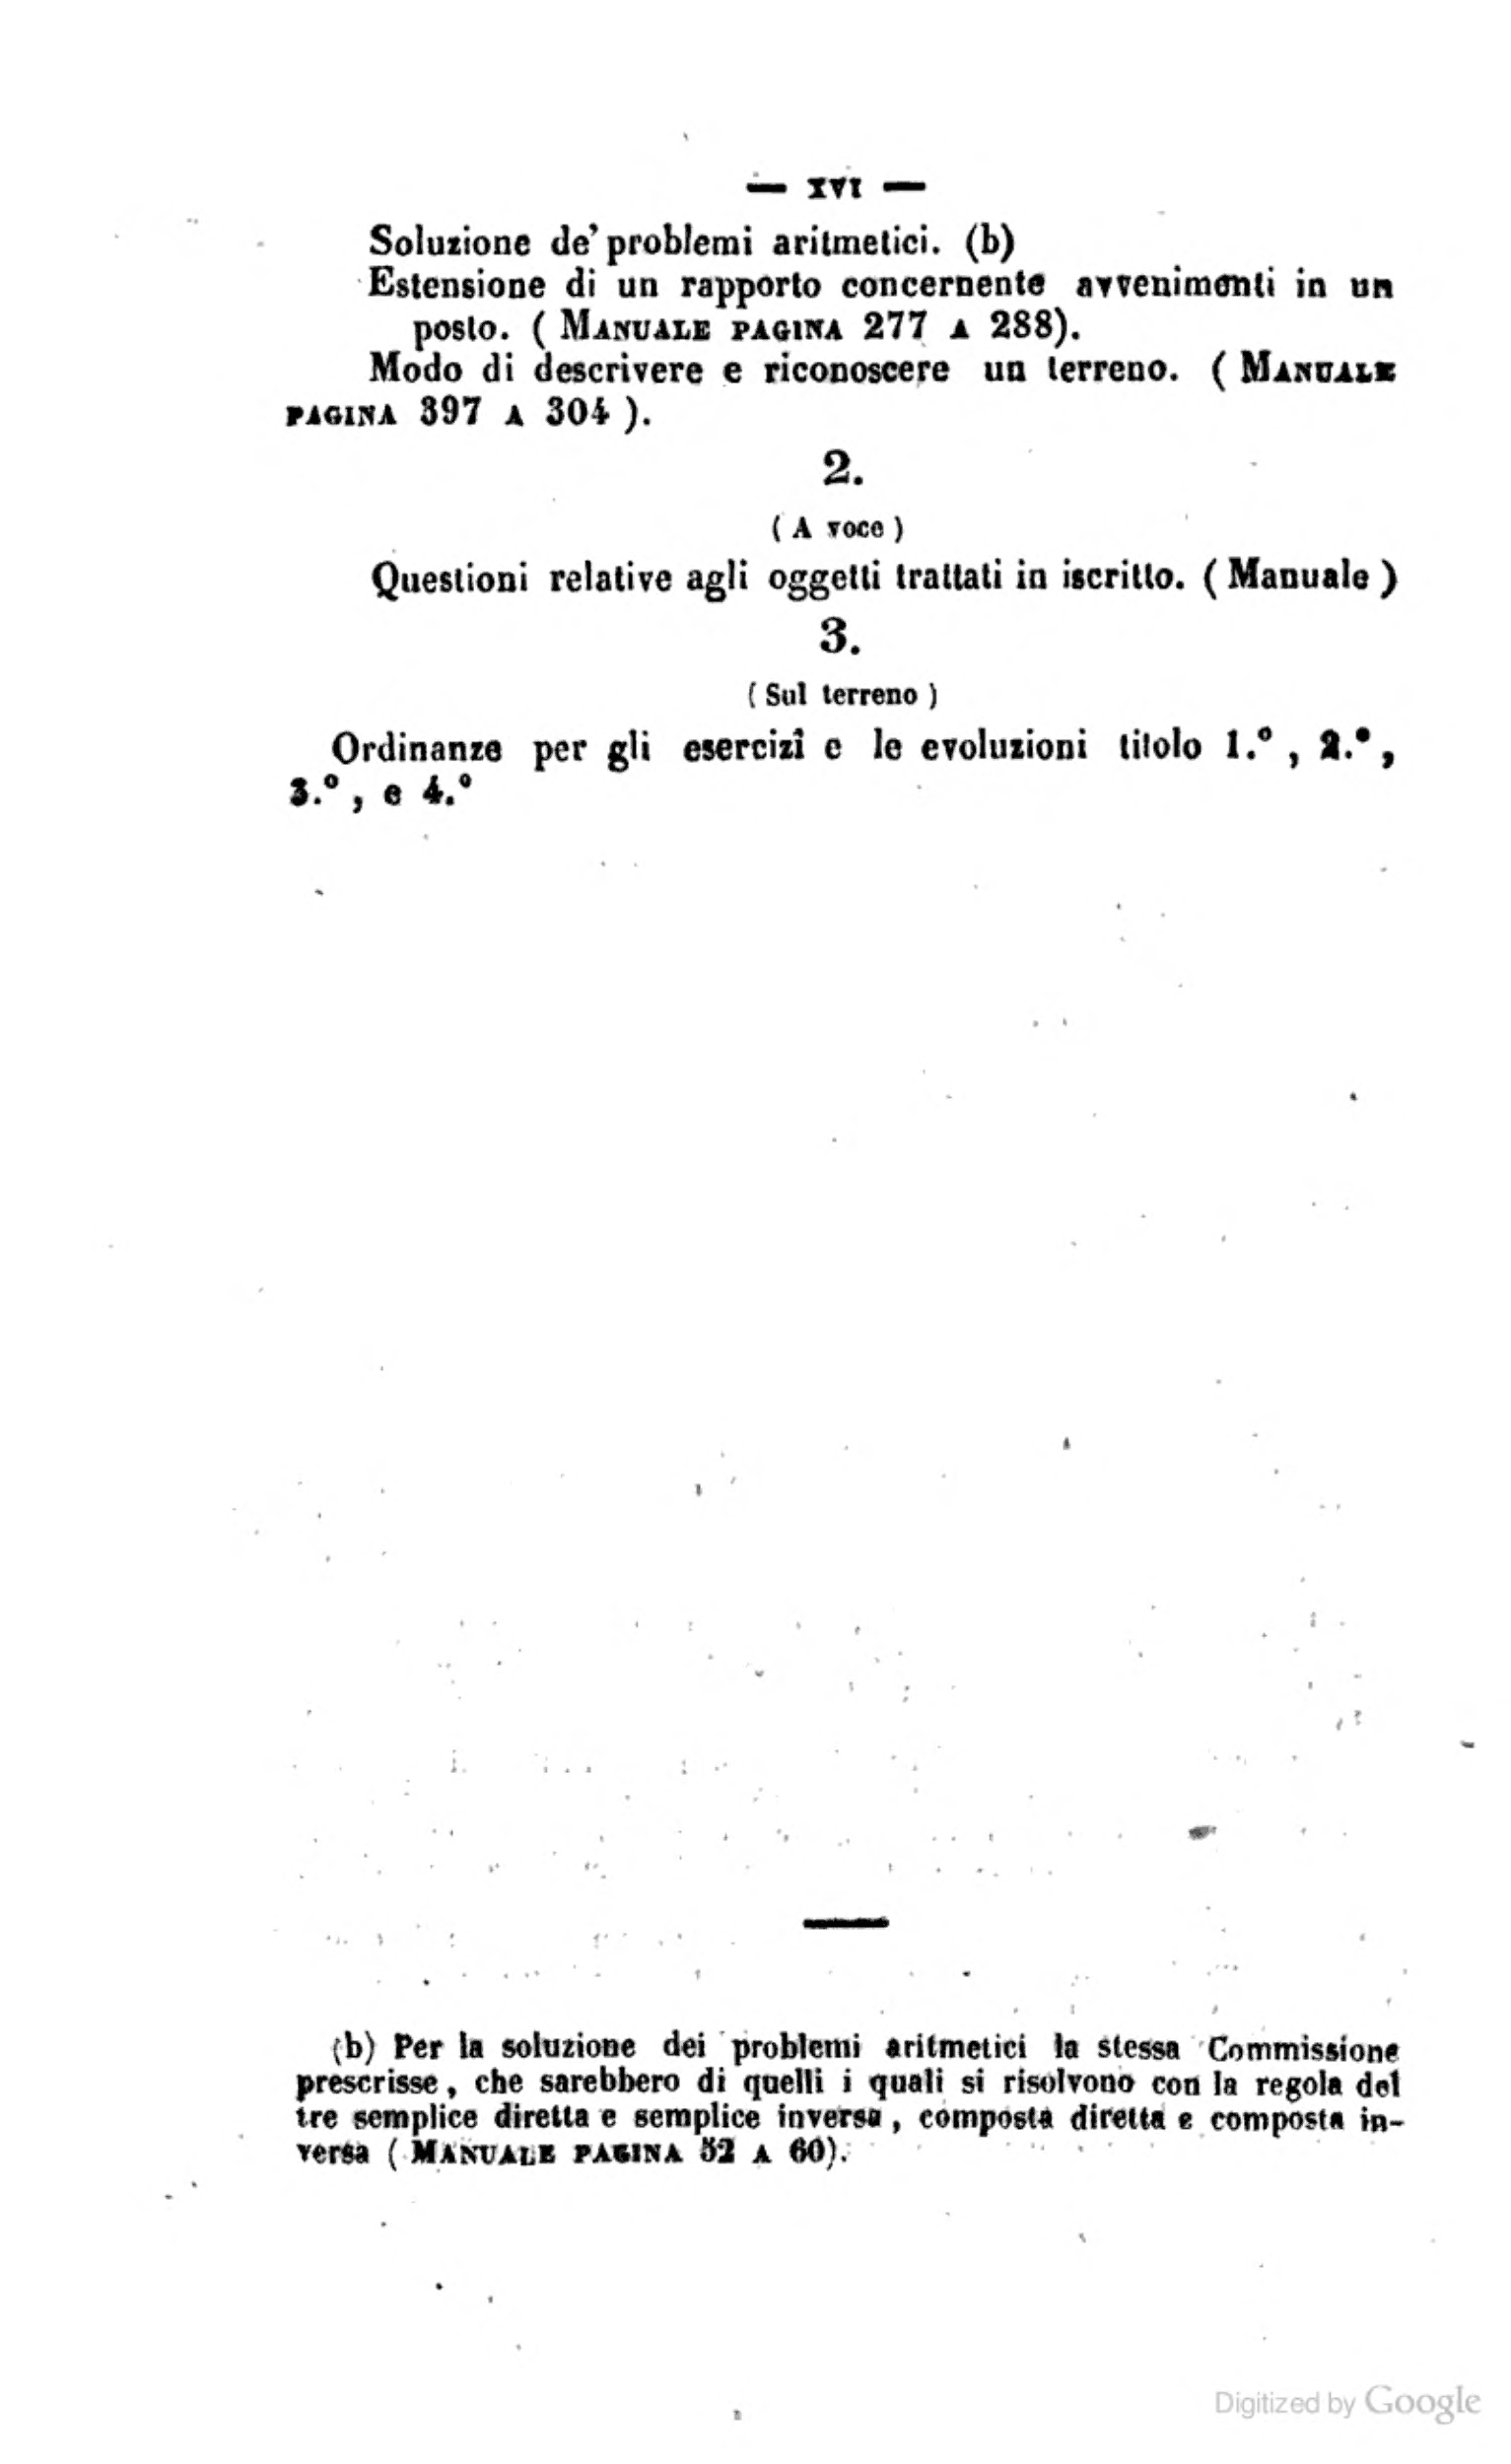 — XVI —
Soluzione de' problemi aritmetici. (b)
Estensione di un rapporto concernente avvenimenti in un
posto. ( MANUALE PAGINA 277 A 288).
Modo di descrivere e riconoscere un terreno. ( MANUALE
PAGINA 397 A 304 ).
2.
( A voce )
Questioni relative agli oggetti trattati in iscritto. ( Manuale )
3.
( Sul terreno )
Ordinanze per gli esercizî e le evoluzioni titolo 1.º , 2.º ,
3.º , e 4.º
(b) Per la soluzione dei problemi aritmetici la stessa Commissione
prescrisse, che sarebbero di quelli i quali si risolvono con la regola del
tre semplice diretta e semplice inversa, composta diretta e composta in-
versa ( MANUALE PAGINA 52 A 60).
Digitized by Google